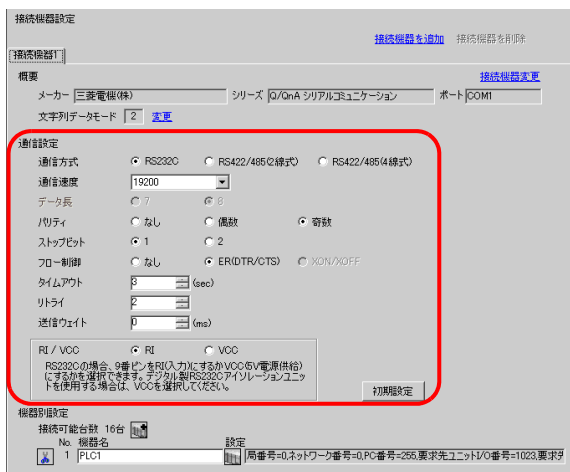 接続機器設定
接続機器を追加 接続機器を削除
接続機器1
概要 接続機器変更
メーカー 三菱電機(株) シリーズ Q/QnA シリアルコミュニケーション ポート COM1
文字列データモード 2 変更
通信設定
通信方式 RS232C RS422/485(2線式) RS422/485(4線式)
通信速度 19200
データ長 7 8
パリティ なし 偶数 奇数
ストップビット 1 2
フロー制御 なし ER(DTR/CTS) XON/XOFF
タイムアウト 3 (sec)
リトライ 2
送信ウェイト 0 (ms)
RI / VCC RI VCC
RS232Cの場合、9番ピンをRI(入力)にするかVCC(5V電源供給)
にするかを選択できます。デジタル製RS232Cアイソレーションユニッ
トを使用する場合は、VCCを選択してください。
初期設定
機器別設定
接続可能台数 16台
No. 機器名 設定
1 PLC1 局番号=0,ネットワーク番号=0,PC番号=255,要求先ユニットI/O番号=1023,要求先